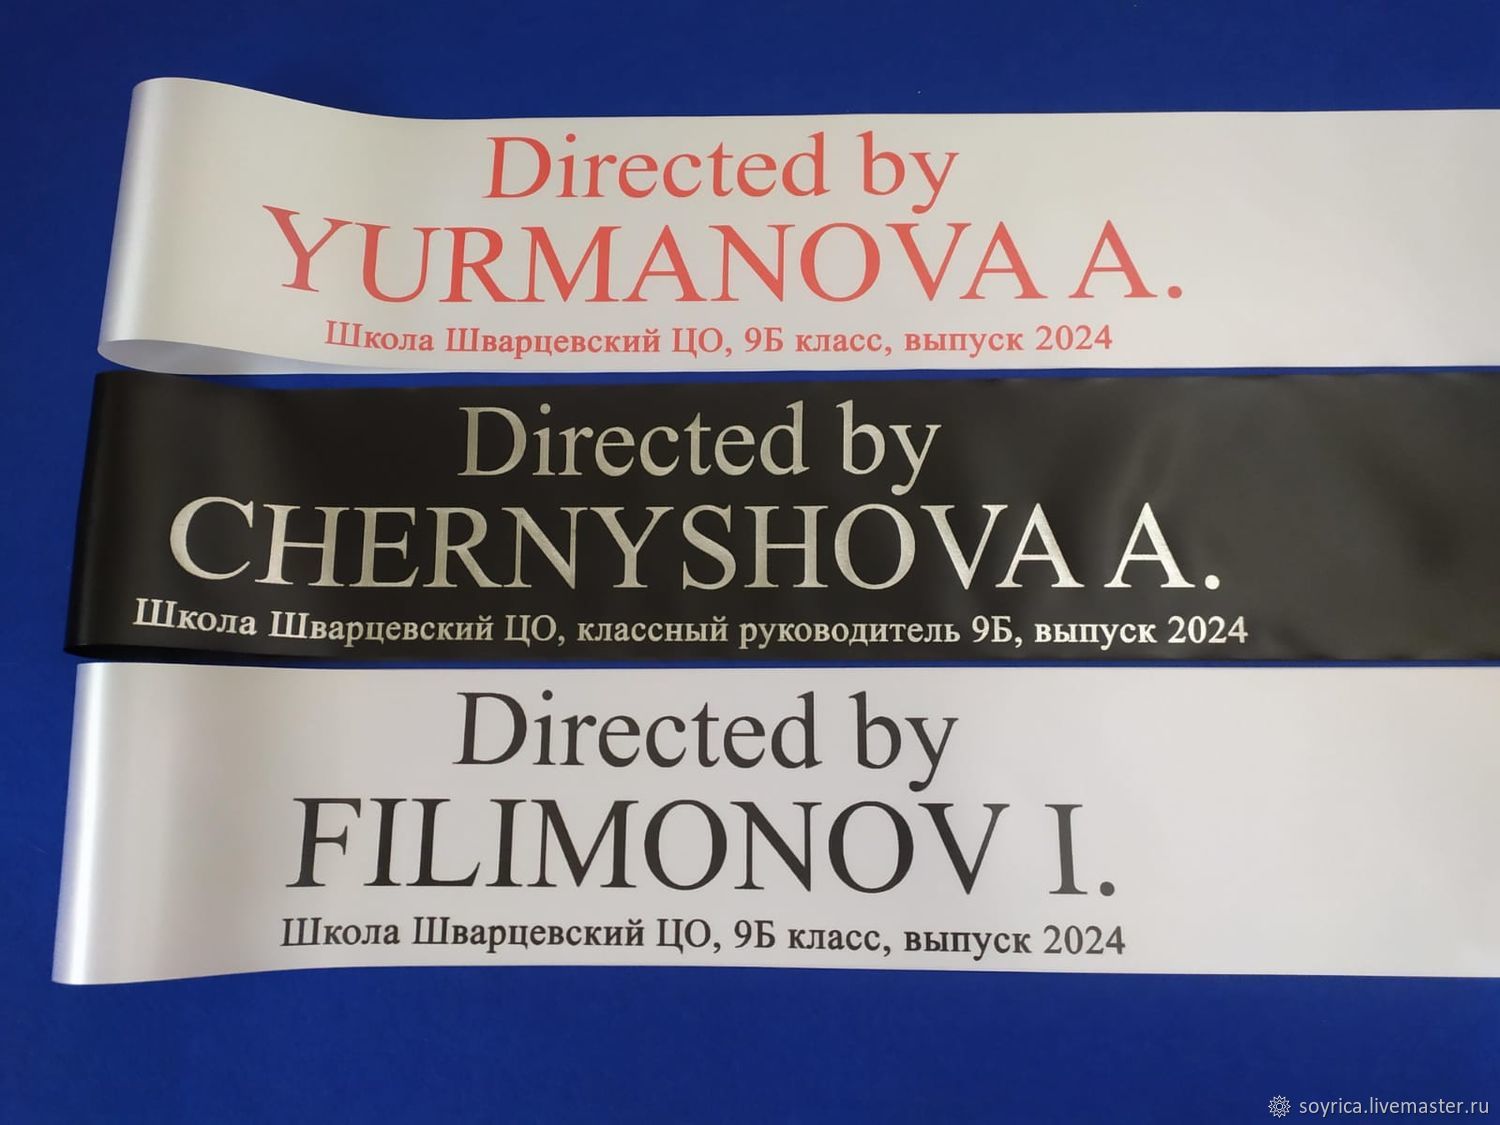 Directed by
YURMANOVA A.
Школа Шварцевский ЦО, 9Б класс, выпуск 2024
Directed by
CHERNYSHOVA A.
Школа Шварцевский ЦО, классный руководитель 9Б, выпуск 2024
Directed by
FILIMONOV I.
Школа Шварцевский ЦО, 9Б класс, выпуск 2024
soyrica.livemaster.ru